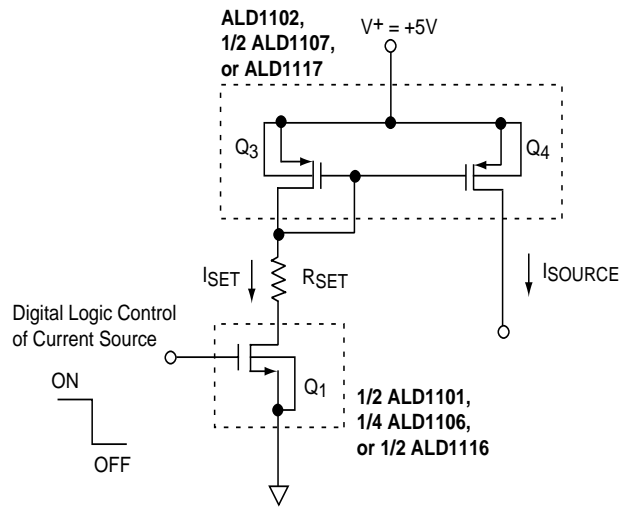 ALD1102,
1/2 ALD1107,
or ALD1117
V+ = +5V
Q3
Q4
ISET
RSET
ISOURCE
Digital Logic Control
of Current Source
ON
OFF
Q1
1/2 ALD1101,
1/4 ALD1106,
or 1/2 ALD1116